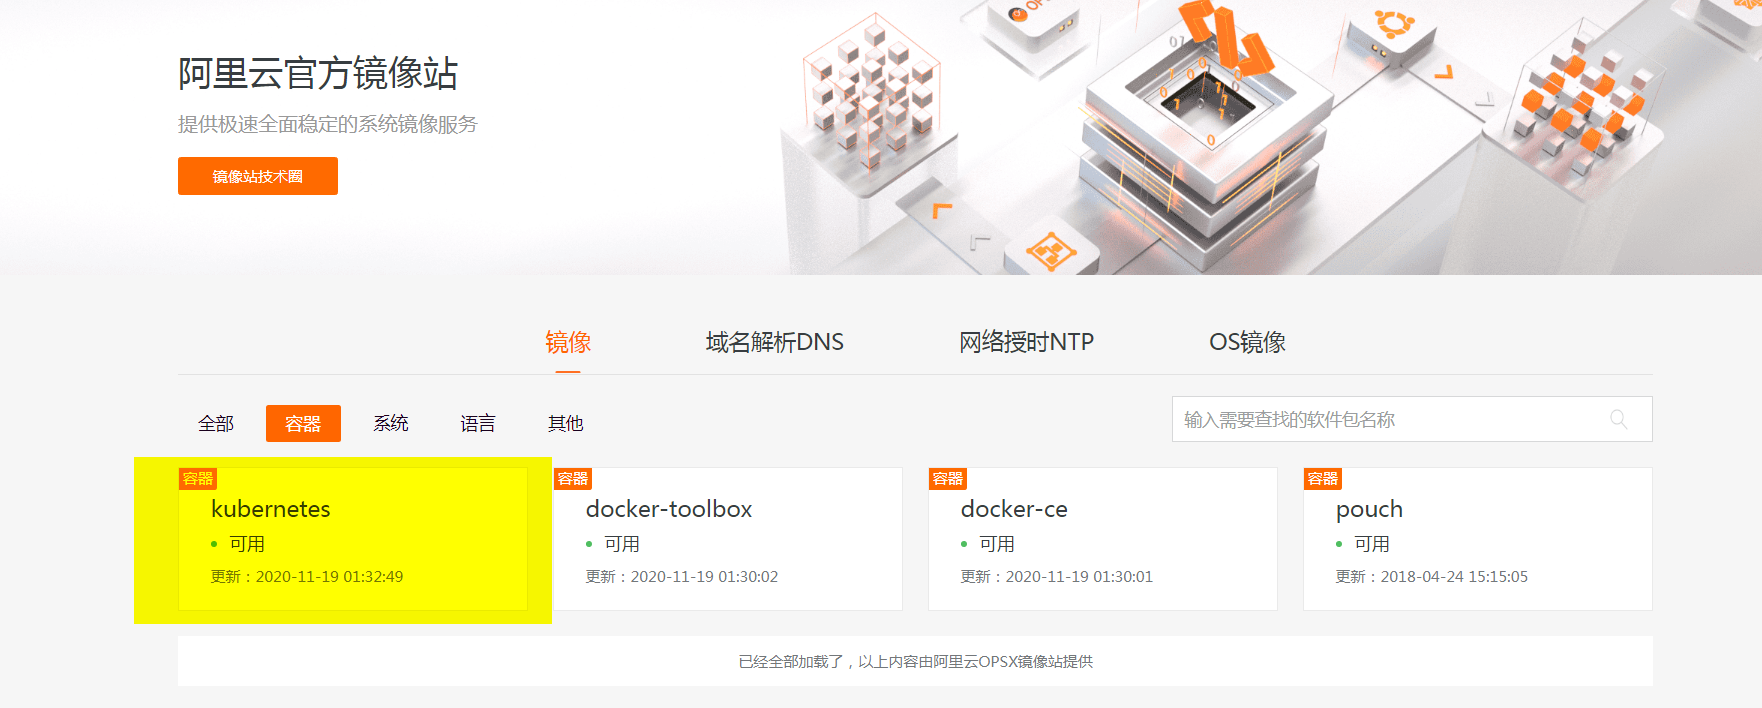 阿里云官方镜像站
提供极速全面稳定的系统镜像服务
镜像站技术圈
镜像 域名解析DNS 网络授时NTP OS镜像
全部 容器 系统 语言 其他 输入需要查找的软件包名称
容器
kubernetes
可用
更新：2020-11-19 01:32:49
容器
docker-toolbox
可用
更新：2020-11-19 01:30:02
容器
docker-ce
可用
更新：2020-11-19 01:30:01
容器
pouch
可用
更新：2018-04-24 15:15:05
已经全部加载了，以上内容由阿里云OPSX镜像站提供